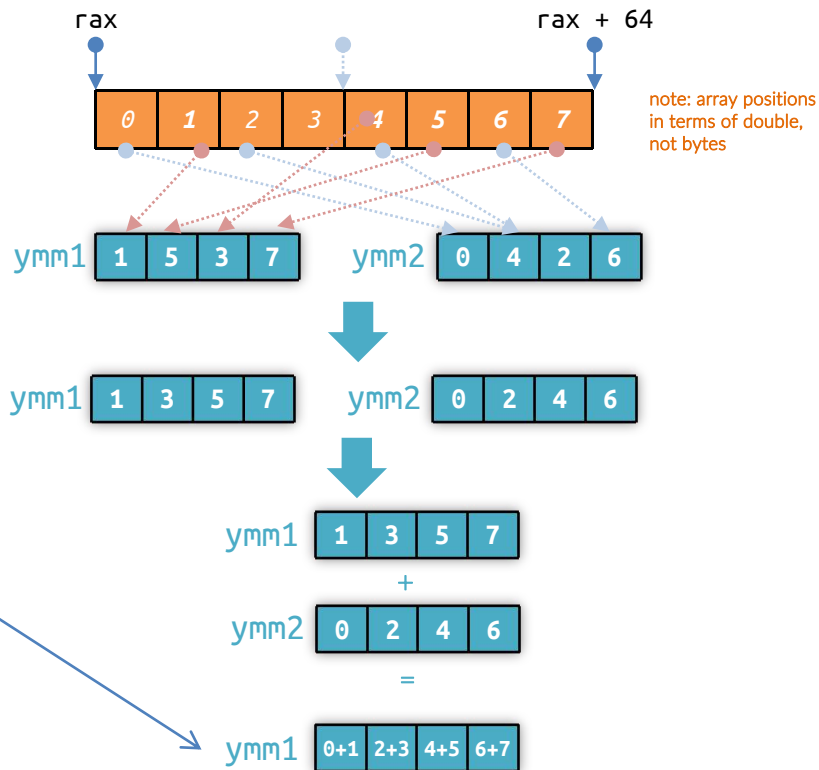 rax rax + 64
0 1 2 3 4 5 6 7
note: array positions
in terms of double,
not bytes
ymm1 1 5 3 7 ymm2 0 4 2 6
ymm1 1 3 5 7 ymm2 0 2 4 6
ymm1 1 3 5 7
+
ymm2 0 2 4 6
=
ymm1 0+1 2+3 4+5 6+7